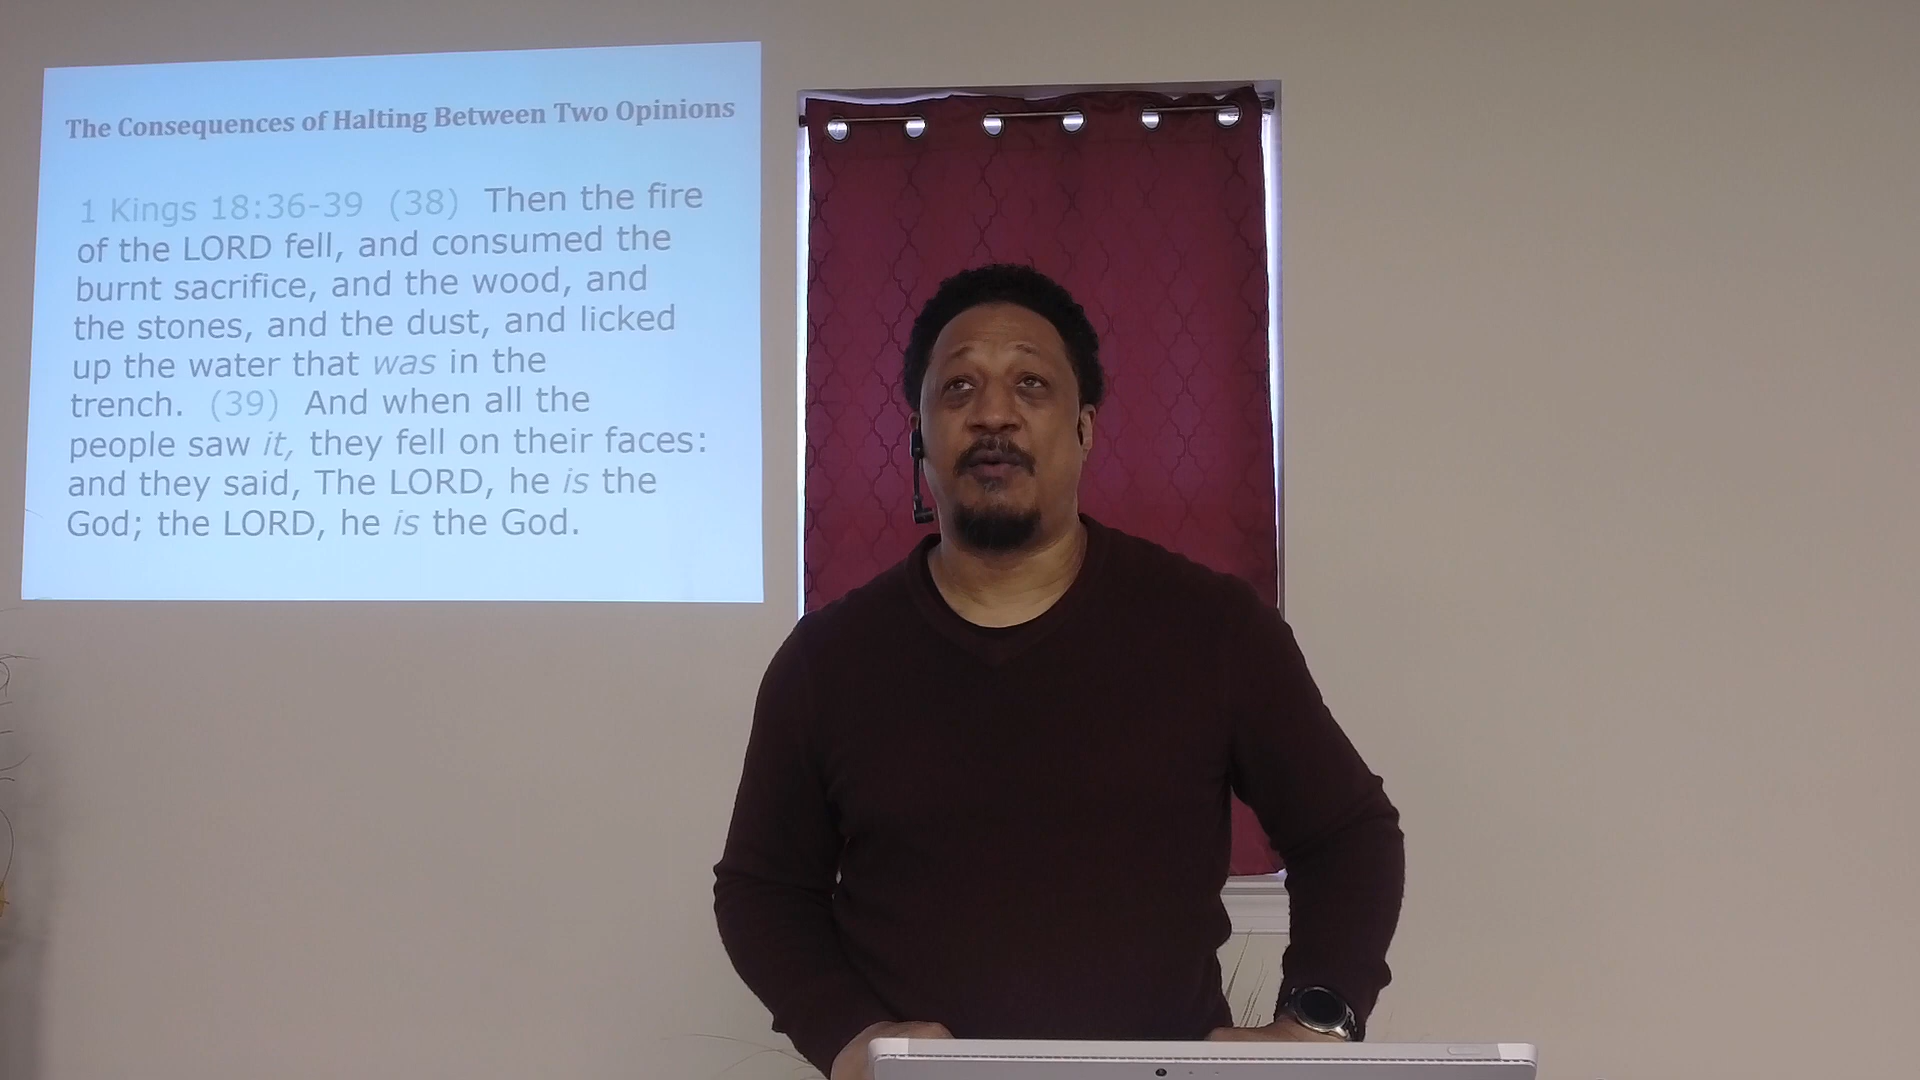 The Consequences of Halting Between Two Opinions
1 Kings 18:36-39 (38) Then the fire
of the LORD fell, and consumed the
burnt sacrifice, and the wood, and
the stones, and the dust, and licked
up the water that was in the
trench. (39) And when all the
people saw it, they fell on their faces:
and they said, The LORD, he is the
God; the LORD, he is the God.